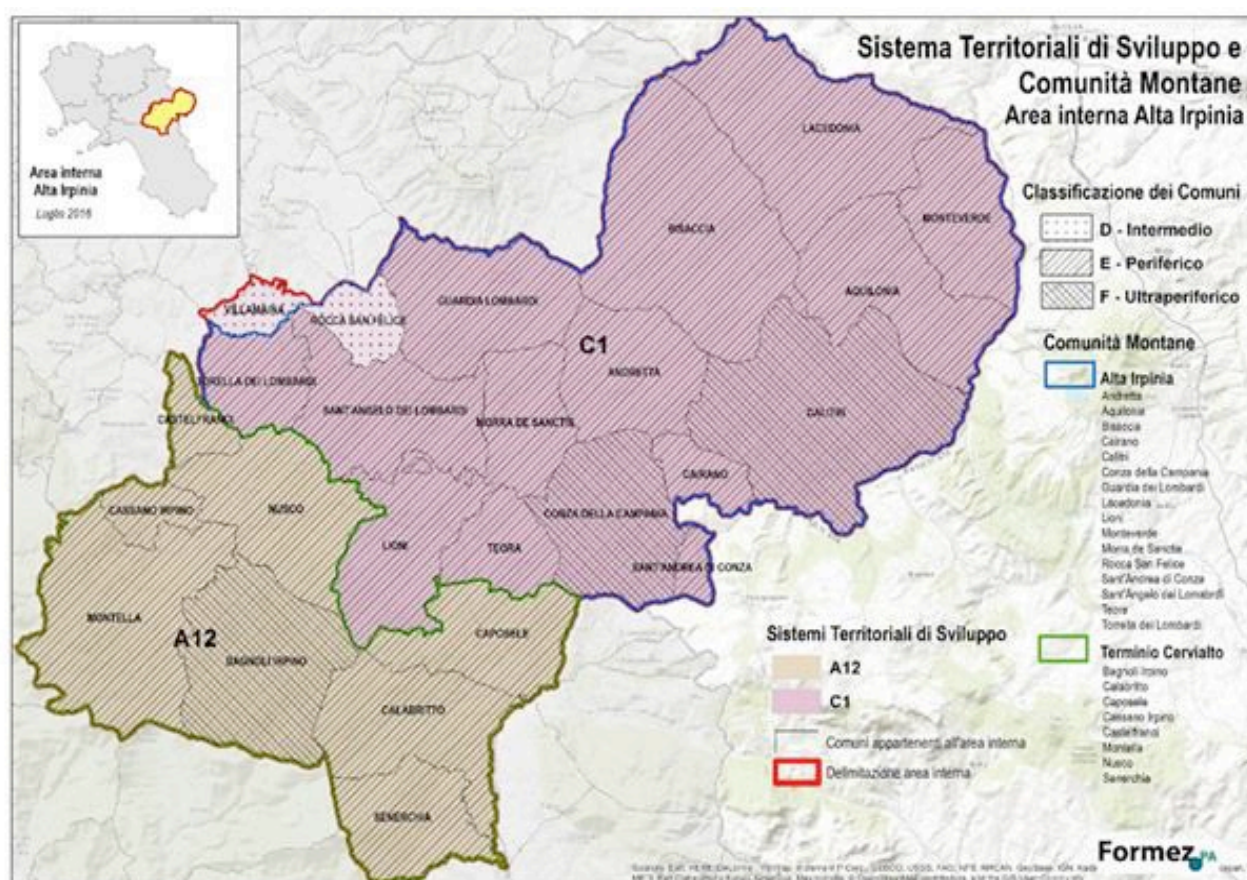 Sistema Territoriali di Sviluppo e
Comunità Montane
Area interna Alta Irpinia
Area interna
Alta Irpinia
Luglio 2016
Classificazione dei Comuni
D - Intermedio
E - Periferico
F - Ultraperiferico
Comunità Montane
Alta Irpinia
Andretta
Aquilonia
Bisaccia
Cairano
Calitri
Conza della Campania
Guardia dei Lombardi
Lacedonia
Lioni
Monteverde
Morra de Sanctis
Rocca San Felice
Sant'Andrea di Conza
Sant'Angelo dei Lomabrdi
Teora
Torrella dei Lombardi
Terminio Cervialto
Bagnoli Irpino
Calabritto
Caposele
Cassano Irpino
Castelfranci
Montella
Nusco
Senerchia
LACEDONIA
BISACCIA
MONTEVERDE
AQUILONIA
GUARDIA LOMBARDI
VILLAMAINA
ROCCA SAN FELICE
C1
ANDRETTA
TORELLA DEI LOMBARDI
SANT'ANGELO DEI LOMBARDI
MORRA DE SANCTIS
CALITRI
CASTELFRANCI
CAIRANO
CASSANO IRPINO
NUSCO
CONZA DELLA CAMPANIA
LIONI
TEORA
SANT'ANDREA DI CONZA
MONTELLA
A12
BAGNOLI IRPINO
CAPOSELE
CALABRITTO
SENERCHIA
Sistemi Territoriali di Sviluppo
A12
C1
Comuni appartenenti all'area interna
Delimitazione area interna
Formez PA